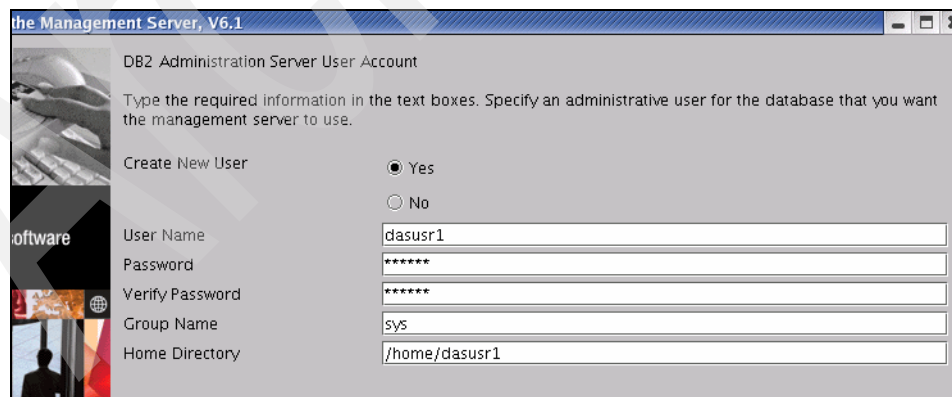 the Management Server, V6.1
DB2 Administration Server User Account
Type the required information in the text boxes. Specify an administrative user for the database that you want
the management server to use.
Create New User
Yes
No
software
User Name dasusr1
Password ******
Verify Password ******
Group Name sys
Home Directory /home/dasusr1